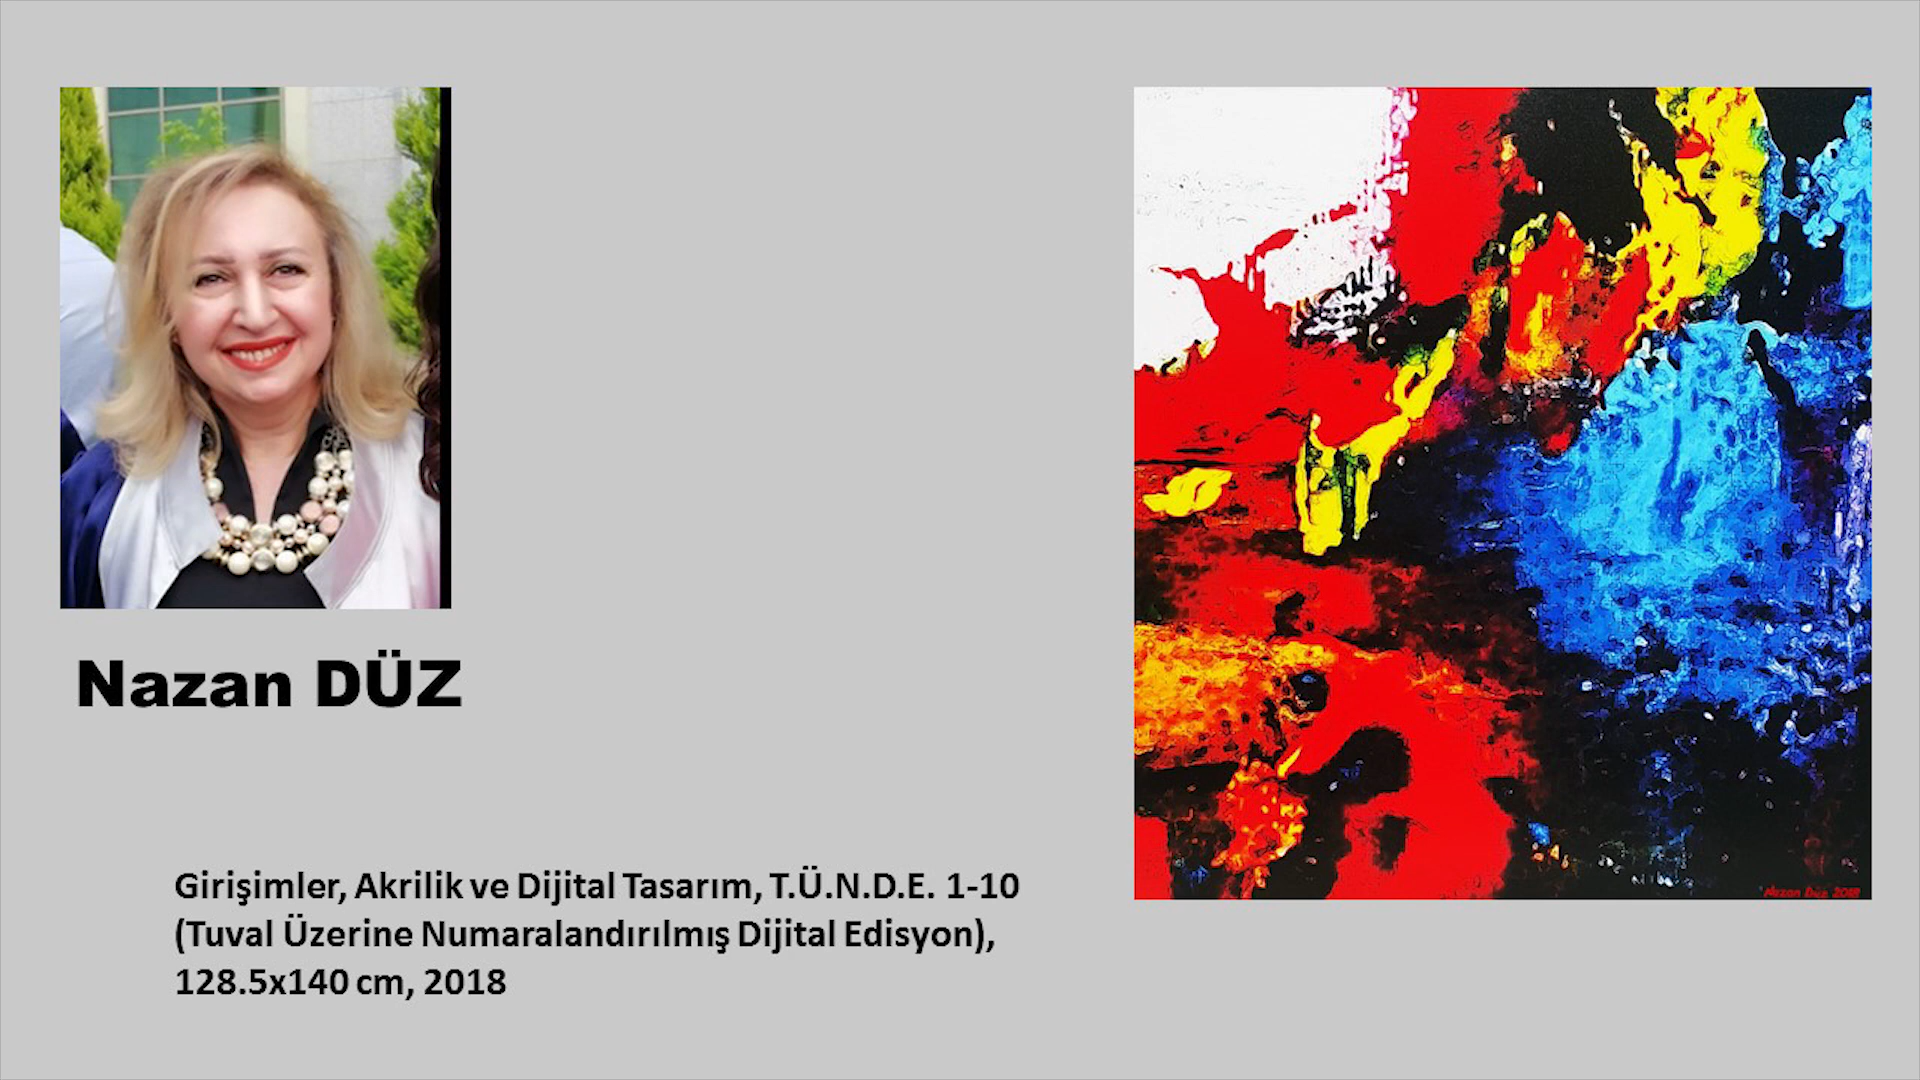 Nazan DÜZ
Girişimler, Akrilik ve Dijital Tasarım, T.Ü.N.D.E. 1-10
(Tuval Üzerine Numaralandırılmış Dijital Edisyon),
128.5x140 cm, 2018
Nazan Düz 2018